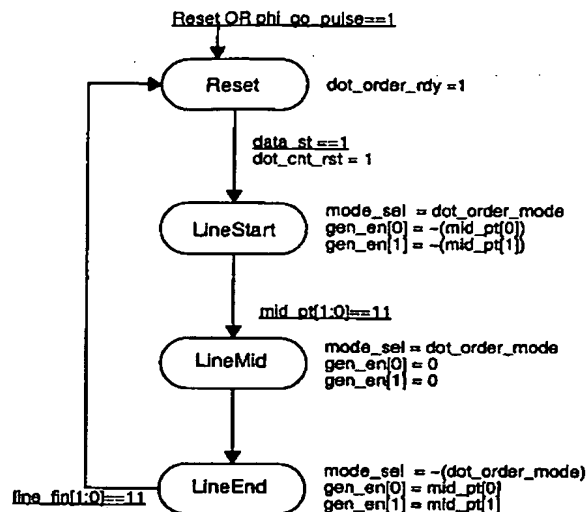 Reset OR phi_go_pulse==1
Reset
dot_order_rdy =1
data_st ==1
dot_cnt_rst = 1
LineStart
mode_sel = dot_order_mode
gen_en[0] = ~(mid_pt[0])
gen_en[1] = ~(mid_pt[1])
mid_pt[1:0]==11
LineMid
mode_sel = dot_order_mode
gen_en[0] = 0
gen_en[1] = 0
LineEnd
mode_sel = ~(dot_order_mode)
gen_en[0] = mid_pt[0]
gen_en[1] = mid_pt[1]
line_fin[1:0]==11